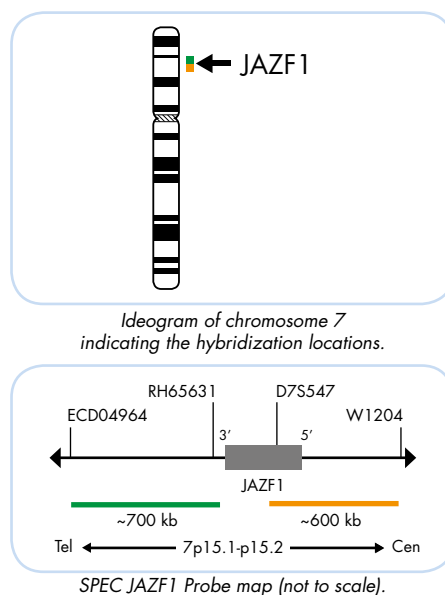 JAZF1
Ideogram of chromosome 7
indicating the hybridization locations.
RH65631 D7S547
ECD04964 W1204
3’ 5’
JAZF1
~700 kb ~600 kb
Tel 7p15.1-p15.2 Cen
SPEC JAZF1 Probe map (not to scale).